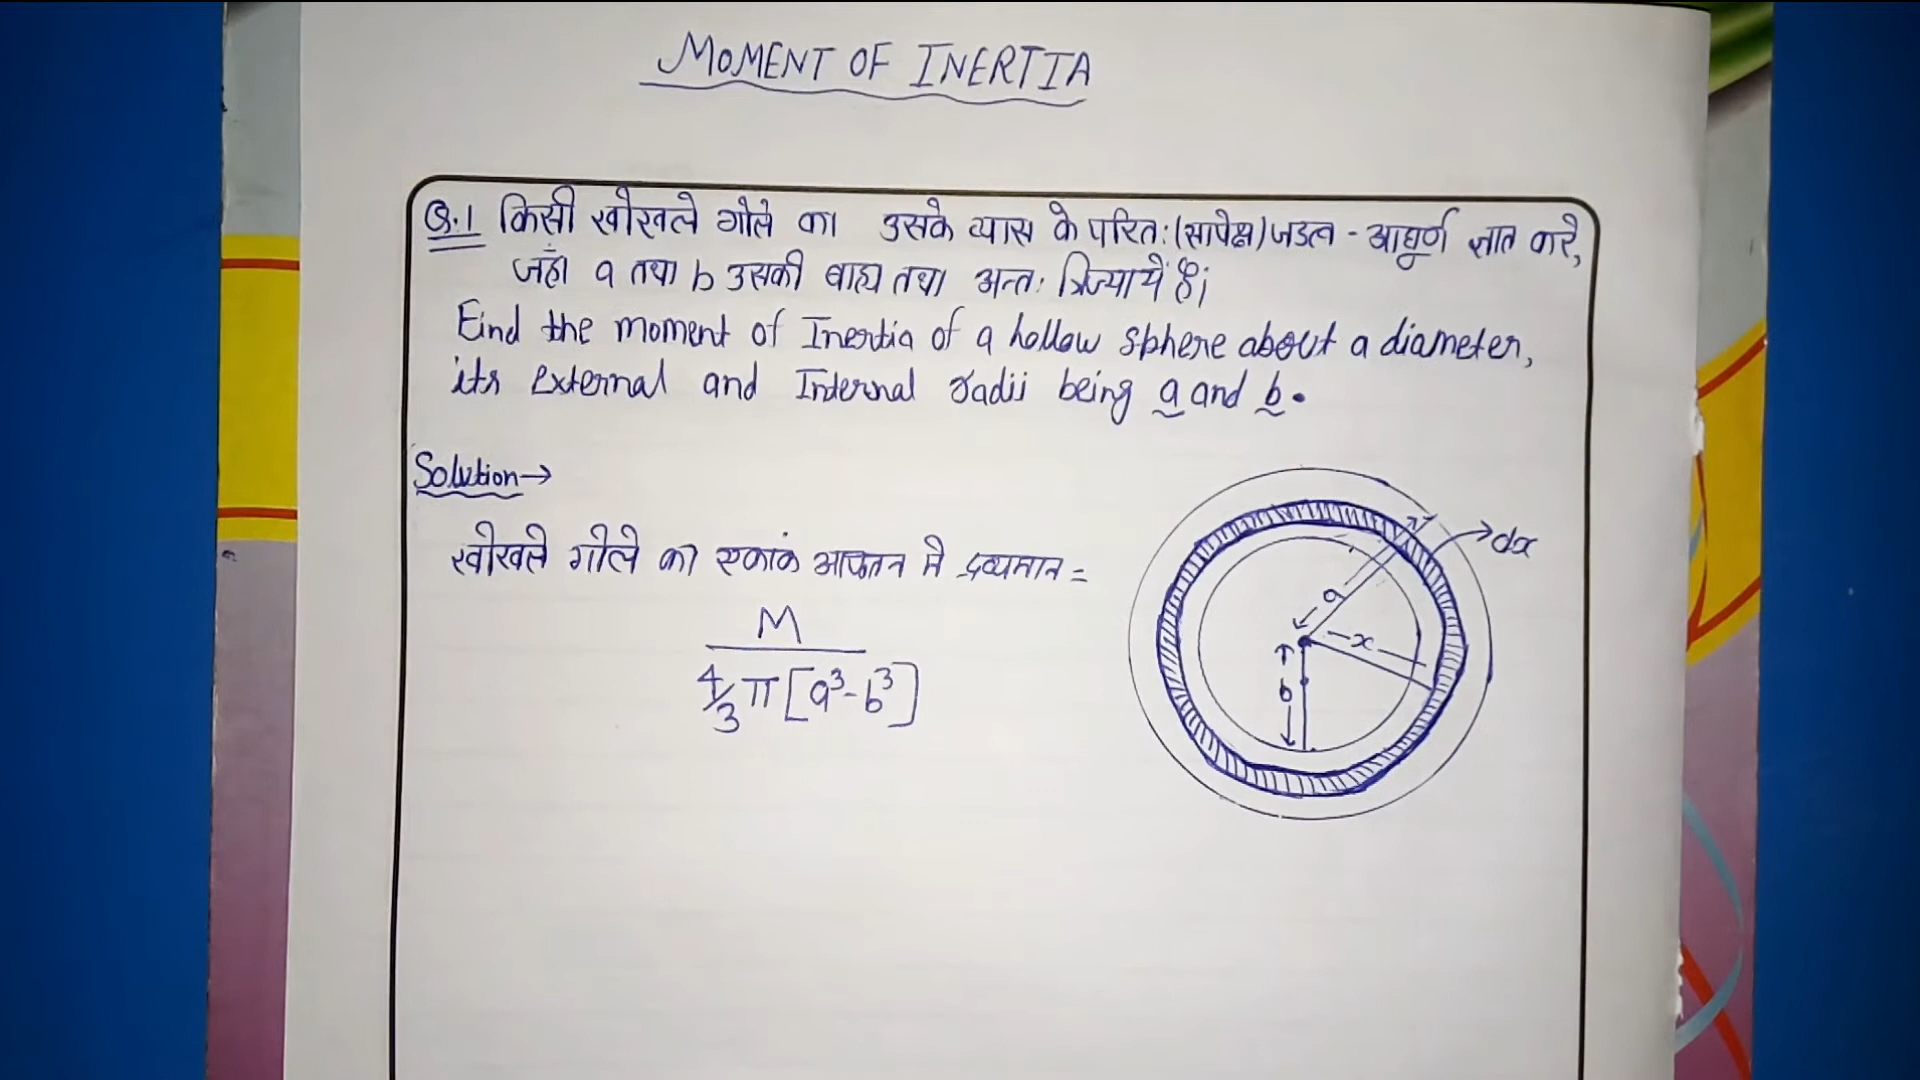 MOMENT OF INERTIA
Q.1 किसी खोखले गोले का उसके व्यास के परित: (सापेक्ष) जडत्व - आघूर्ण ज्ञात करे,
जहाँ a तथा b उसकी बाह्य तथा अन्त: त्रिज्यायें हैं।
Find the moment of Inertia of a hollow sphere about a diameter,
its external and Internal radii being a and b.
Solution→
खोखले गोले का एकांक आयतन मे द्रव्यमान =
M
4/3 π [a³-b³]
dx
a
x
b